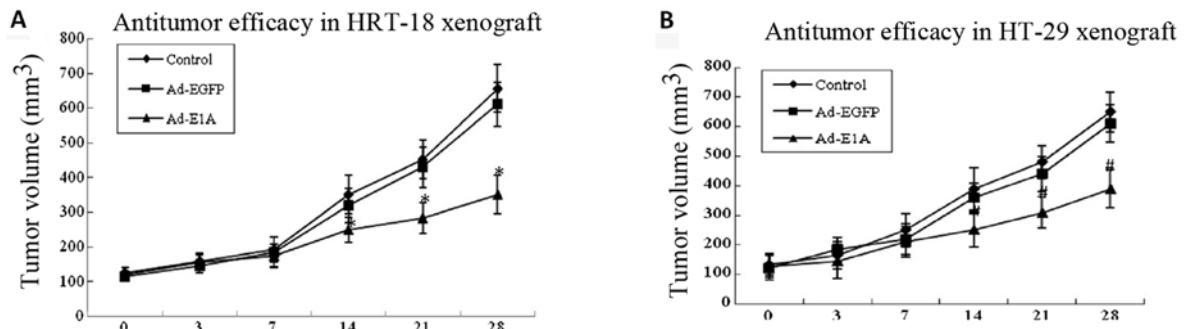 A
Antitumor efficacy in HRT-18 xenograft
Tumor volume (mm³)
800
700
600
500
400
300
200
100
0
Control
Ad-EGFP
Ad-E1A
*
*
*
0 3 7 14 21 28
B
Antitumor efficacy in HT-29 xenograft
Tumor volume (mm³)
800
700
600
500
400
300
200
100
0
Control
Ad-EGFP
Ad-E1A
#
#
#
0 3 7 14 21 28